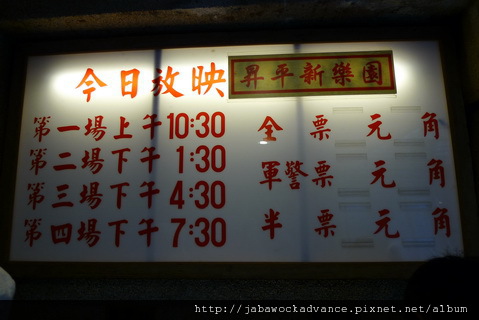 今日放映 昇平新樂園
第一場上午10:30 全票 元 角
第二場下午1:30 軍警票 元 角
第三場下午4:30 半票 元 角
第四場下午7:30
http://jabawockadvance.pixnet.net/album